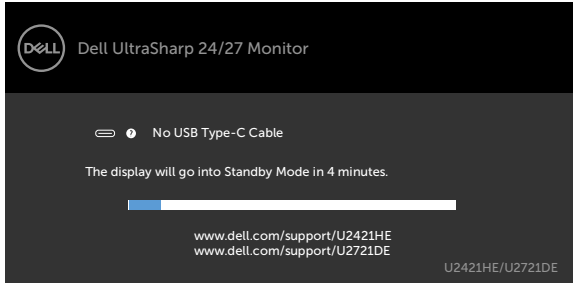 DELL
Dell UltraSharp 24/27 Monitor
? No USB Type-C Cable
The display will go into Standby Mode in 4 minutes.
www.dell.com/support/U2421HE
www.dell.com/support/U2721DE
U2421HE/U2721DE